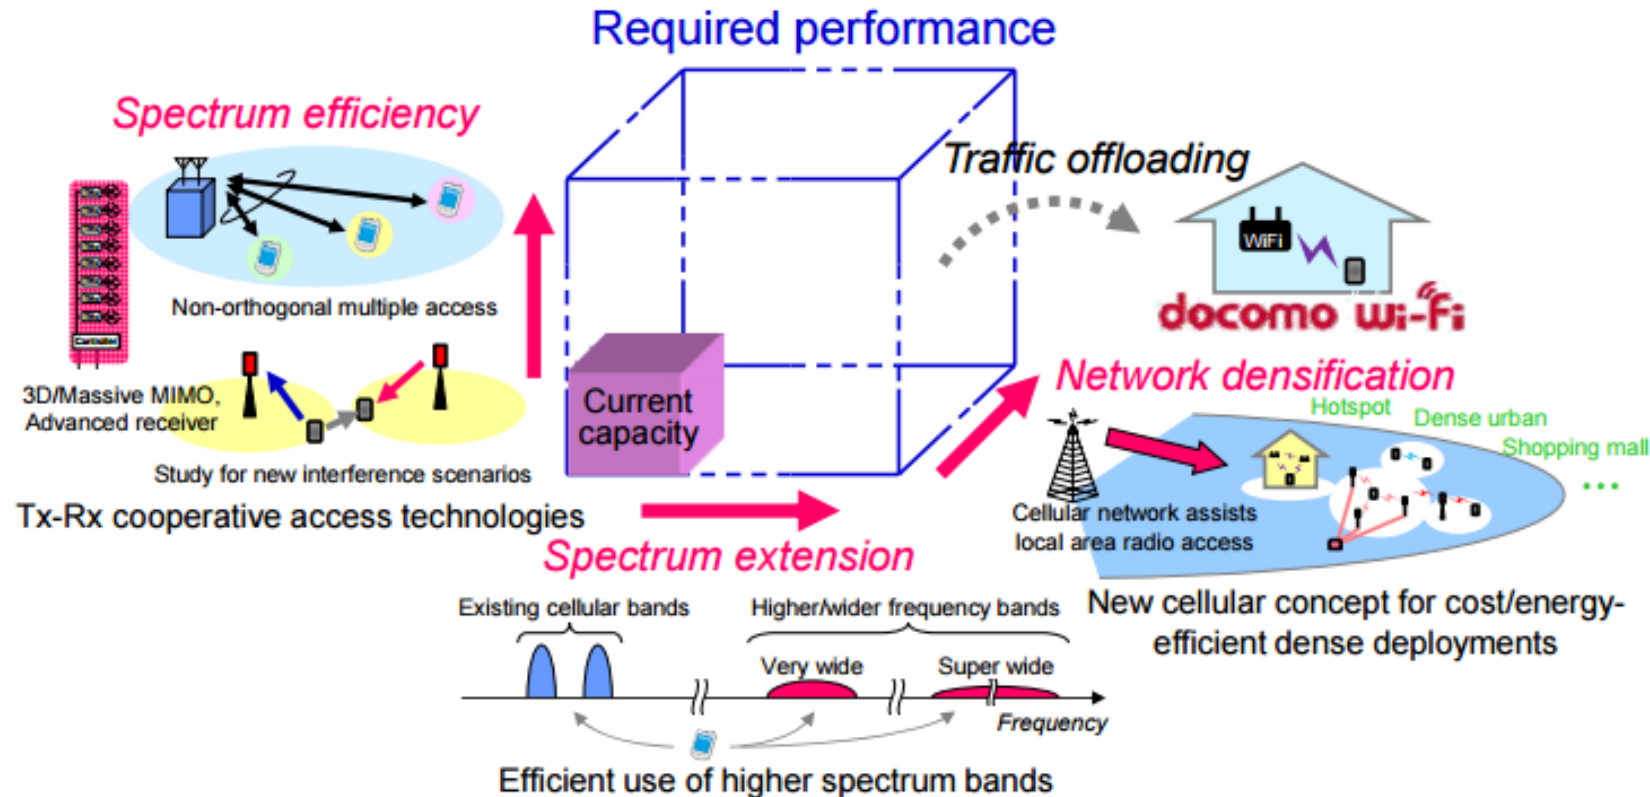 Required performance
Spectrum efficiency
Non-orthogonal multiple access
Controller
3D/Massive MIMO,
Advanced receiver
Study for new interference scenarios
Tx-Rx cooperative access technologies
Current
capacity
Traffic offloading
WiFi
docomo wi-fi
Network densification
Hotspot
Dense urban
Shopping mall
...
Cellular network assists
local area radio access
New cellular concept for cost/energy-
efficient dense deployments
Spectrum extension
Existing cellular bands
Higher/wider frequency bands
Very wide
Super wide
Frequency
Efficient use of higher spectrum bands